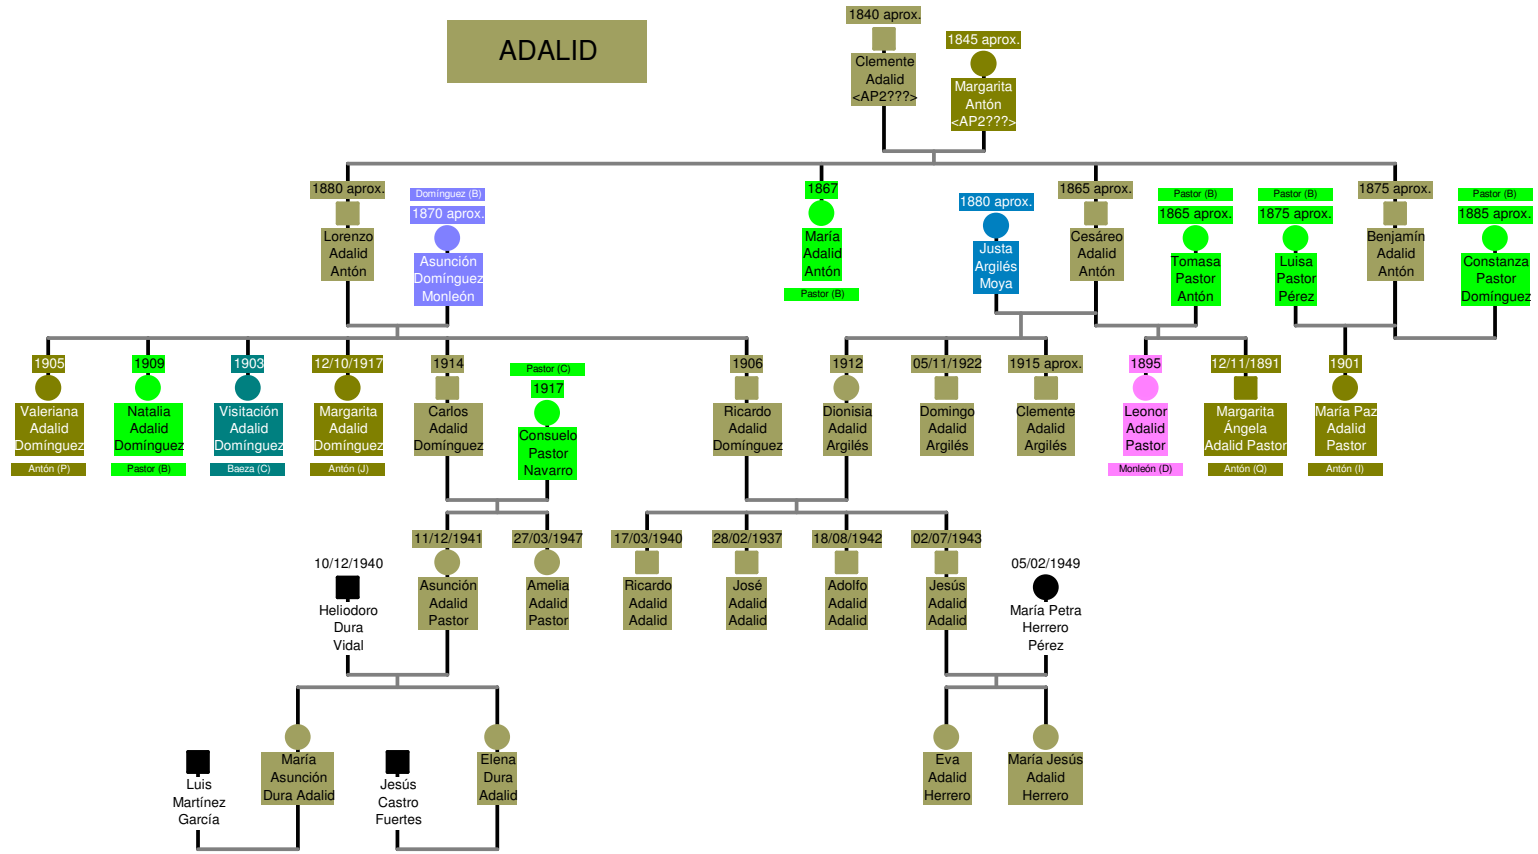 ADALID
1840 aprox.
Clemente
Adalid
<AP2???>
1845 aprox.
Margarita
Antón
<AP2???>
1880 aprox.
Lorenzo
Adalid
Antón
Domínguez (B)
1870 aprox.
Asunción
Domínguez
Monleón
1867
María
Adalid
Antón
Pastor (B)
1880 aprox.
Justa
Argilés
Moya
1865 aprox.
Cesáreo
Adalid
Antón
Pastor (B)
1865 aprox.
Tomasa
Pastor
Antón
Pastor (B)
1875 aprox.
Luisa
Pastor
Pérez
1875 aprox.
Benjamín
Adalid
Antón
Pastor (B)
1885 aprox.
Constanza
Pastor
Domínguez
1905
Valeriana
Adalid
Domínguez
Antón (P)
1909
Natalia
Adalid
Domínguez
Pastor (B)
1903
Visitación
Adalid
Domínguez
Baeza (C)
12/10/1917
Margarita
Adalid
Domínguez
Antón (J)
1914
Carlos
Adalid
Domínguez
Pastor (C)
1917
Consuelo
Pastor
Navarro
1906
Ricardo
Adalid
Domínguez
1912
Dionisia
Adalid
Argilés
05/11/1922
Domingo
Adalid
Argilés
1915 aprox.
Clemente
Adalid
Argilés
1895
Leonor
Adalid
Pastor
Monleón (D)
12/11/1891
Margarita
Ángela
Adalid Pastor
Antón (Q)
1901
María Paz
Adalid
Pastor
Antón (I)
10/12/1940
Heliodoro
Dura
Vidal
11/12/1941
Asunción
Adalid
Pastor
27/03/1947
Amelia
Adalid
Pastor
17/03/1940
Ricardo
Adalid
Adalid
28/02/1937
José
Adalid
Adalid
18/08/1942
Adolfo
Adalid
Adalid
02/07/1943
Jesús
Adalid
Adalid
05/02/1949
María Petra
Herrero
Pérez
Luis
Martínez
García
María
Asunción
Dura Adalid
Jesús
Castro
Fuertes
Elena
Dura
Adalid
Eva
Adalid
Herrero
María Jesús
Adalid
Herrero